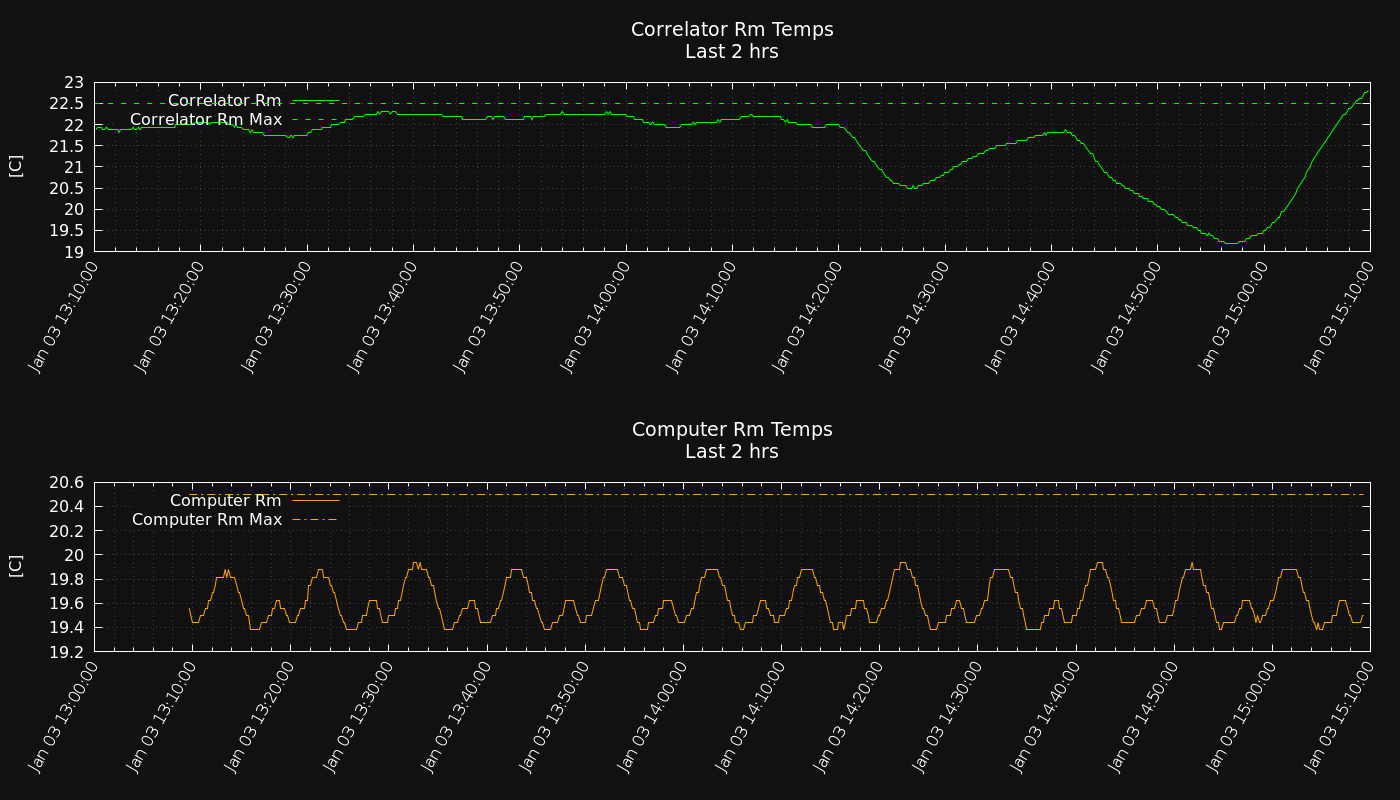 Correlator Rm Temps
Last 2 hrs
23
22.5
22
21.5
21
20.5
20
19.5
19
[C]
Correlator Rm
Correlator Rm Max
Jan 03 13:10:00
Jan 03 13:20:00
Jan 03 13:30:00
Jan 03 13:40:00
Jan 03 13:50:00
Jan 03 14:00:00
Jan 03 14:10:00
Jan 03 14:20:00
Jan 03 14:30:00
Jan 03 14:40:00
Jan 03 14:50:00
Jan 03 15:00:00
Jan 03 15:10:00
Computer Rm Temps
Last 2 hrs
20.6
20.4
20.2
20
19.8
19.6
19.4
19.2
[C]
Computer Rm
Computer Rm Max
Jan 03 13:00:00
Jan 03 13:10:00
Jan 03 13:20:00
Jan 03 13:30:00
Jan 03 13:40:00
Jan 03 13:50:00
Jan 03 14:00:00
Jan 03 14:10:00
Jan 03 14:20:00
Jan 03 14:30:00
Jan 03 14:40:00
Jan 03 14:50:00
Jan 03 15:00:00
Jan 03 15:10:00